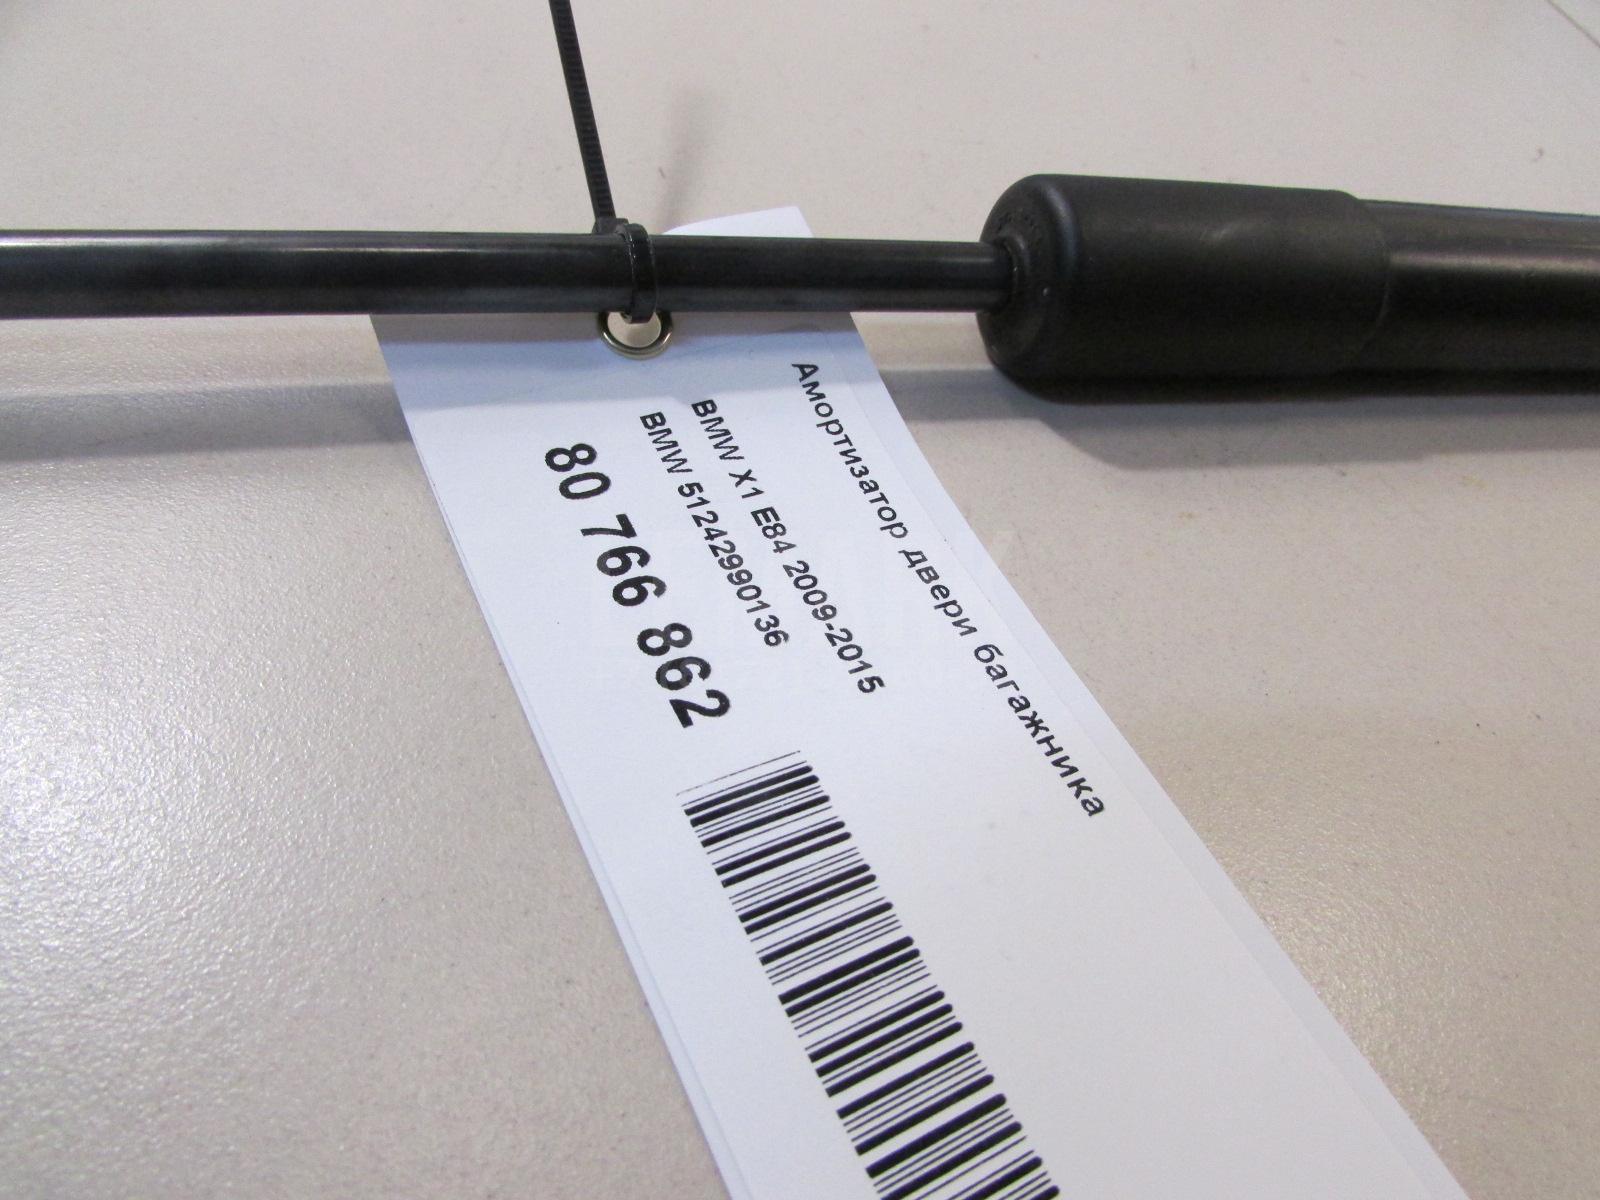 Амортизатор двери багажника
BMW X1 E84 2009-2015
BMW 51242990136
80 766 862